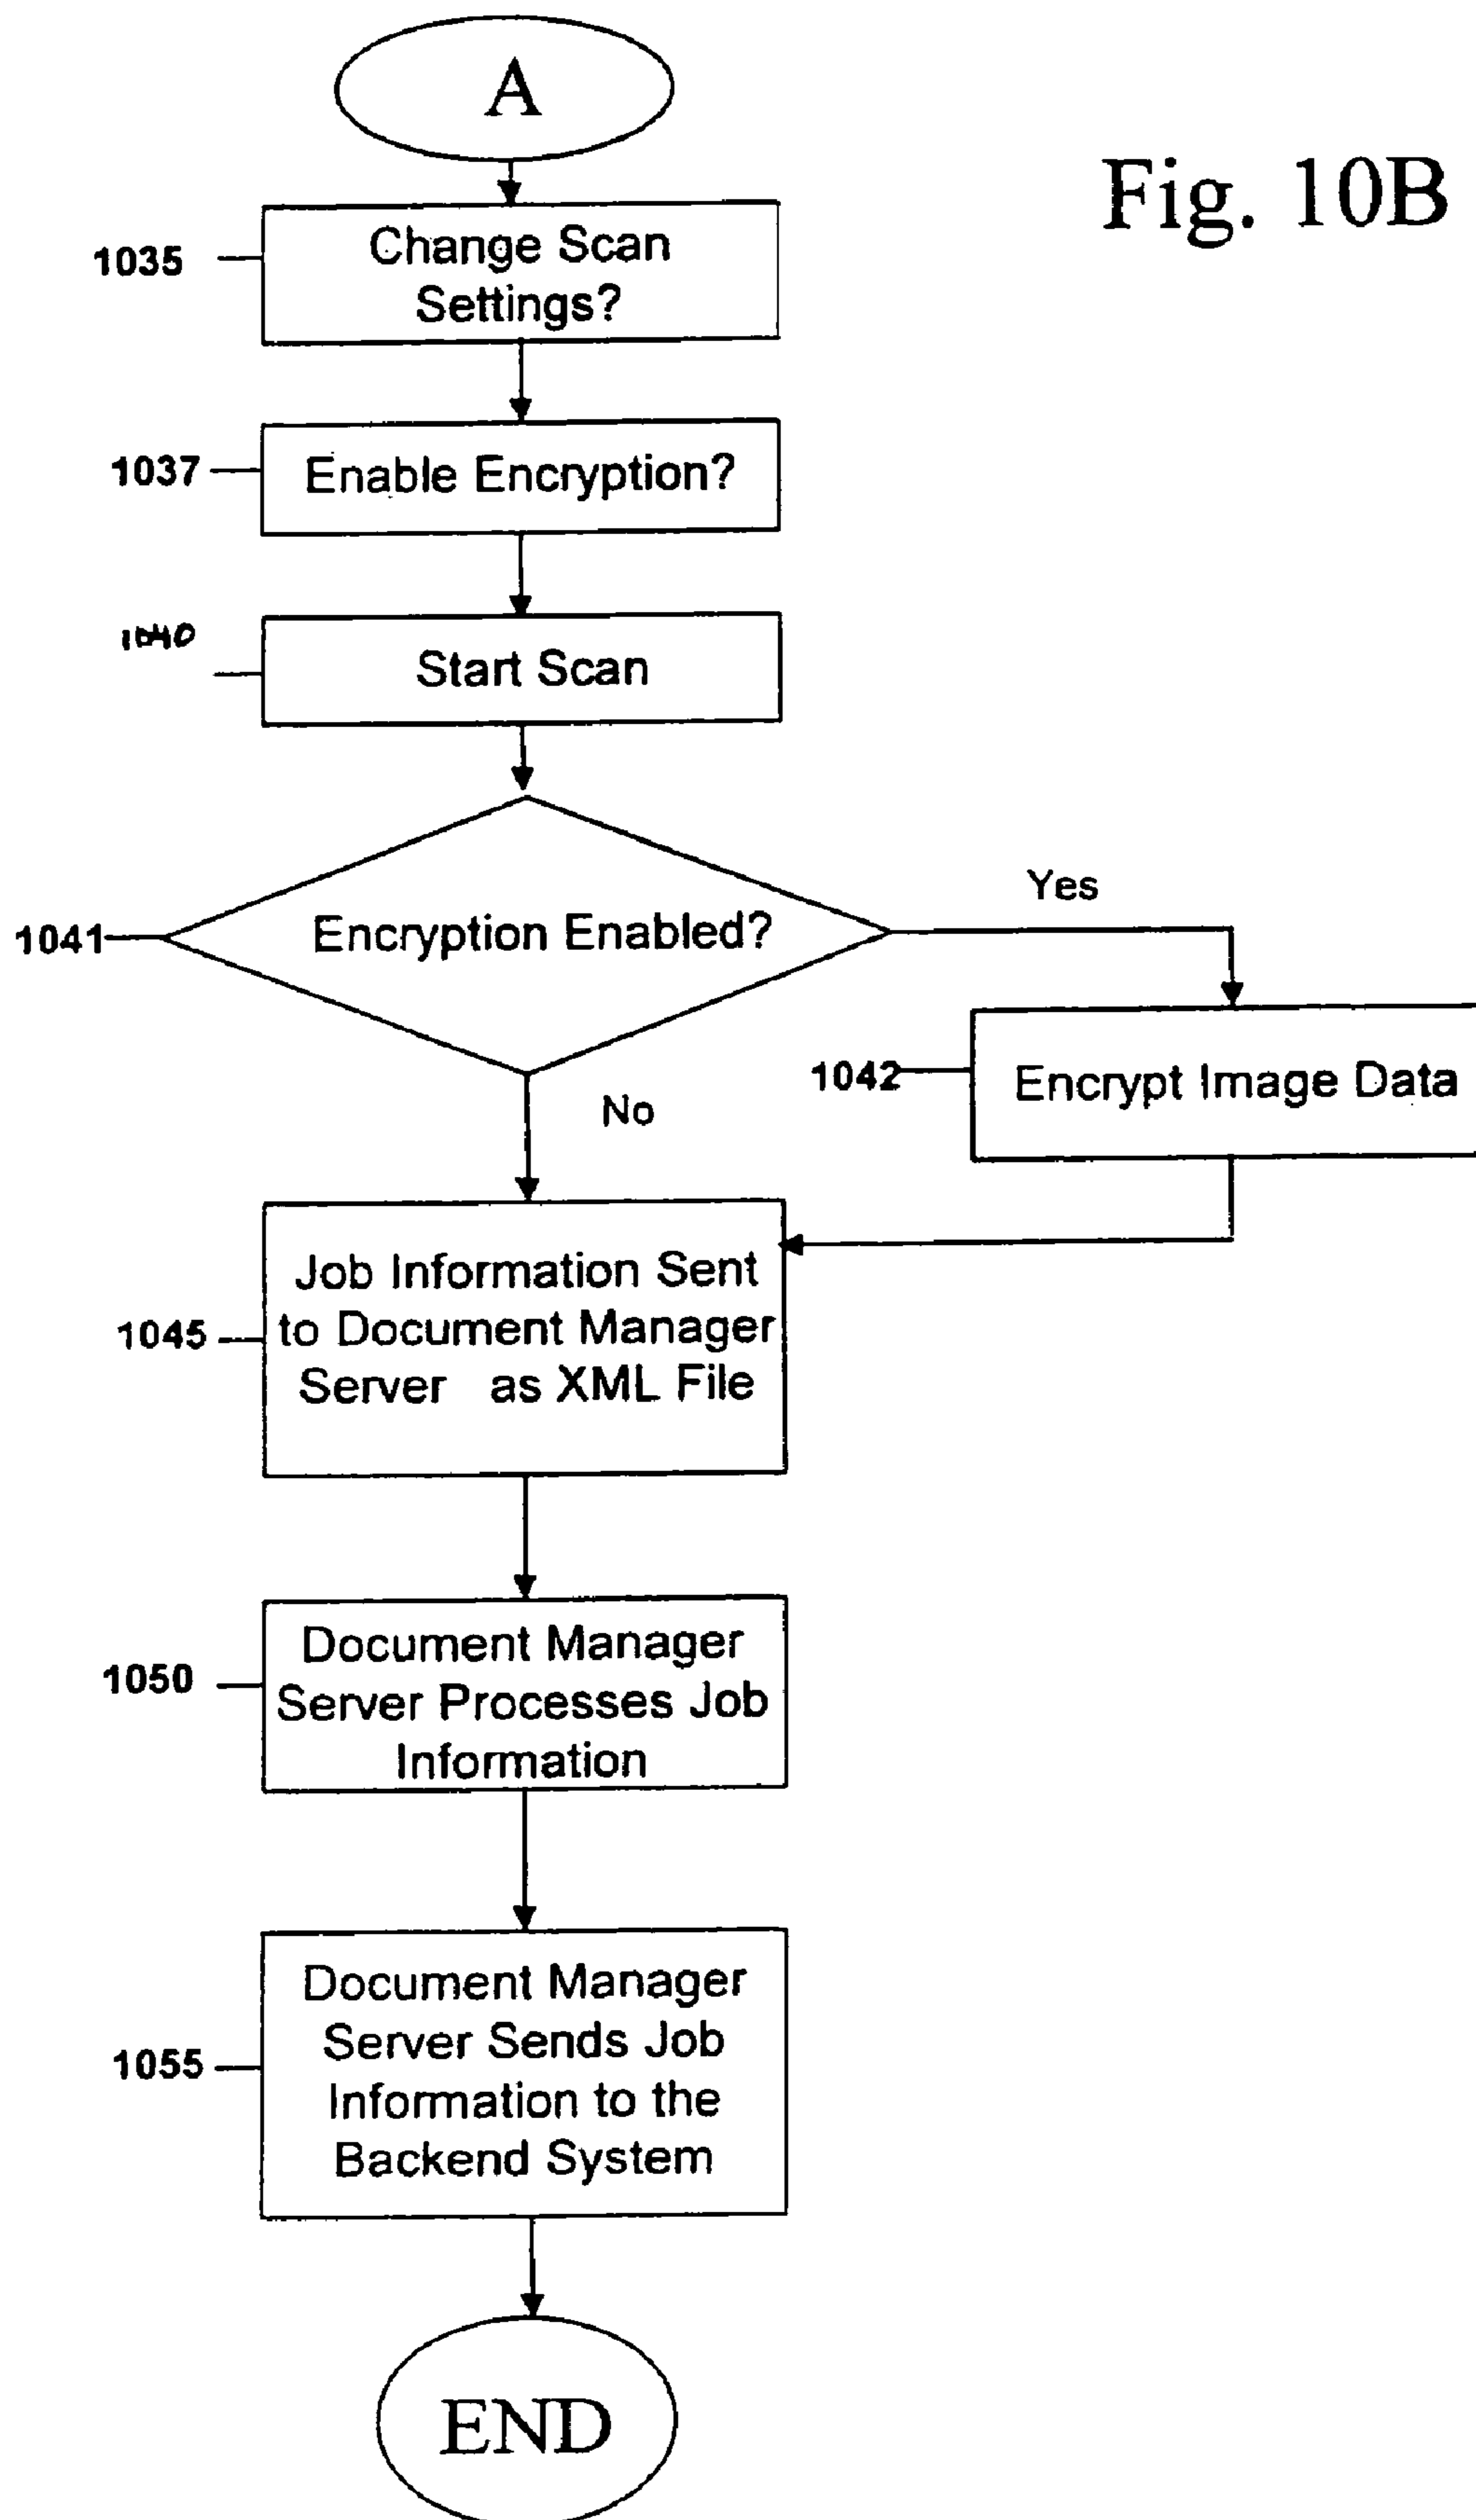 A
Fig. 10B
1035
Change Scan
Settings?
1037
Enable Encryption?
1040
Start Scan
1041
Encryption Enabled?
Yes
1042
Encrypt Image Data
No
1045
Job Information Sent
to Document Manager
Server as XML File
1050
Document Manager
Server Processes Job
Information
1055
Document Manager
Server Sends Job
Information to the
Backend System
END